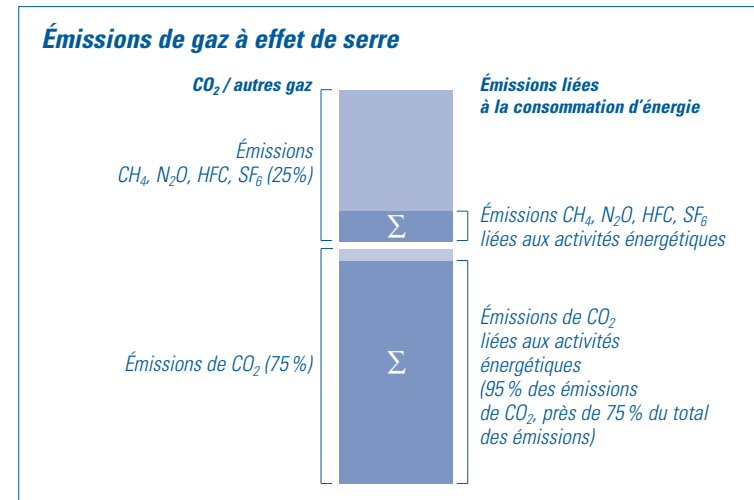 Émissions de gaz à effet de serre
CO₂ / autres gaz
Émissions liées
à la consommation d'énergie
Émissions
CH₄, N₂O, HFC, SF₆ (25%)
Σ
Émissions CH₄, N₂O, HFC, SF₆
liées aux activités énergétiques
Émissions de CO₂ (75 %)
Σ
Émissions de CO₂
liées aux activités
énergétiques
(95 % des émissions
de CO₂, près de 75 % du total
des émissions)